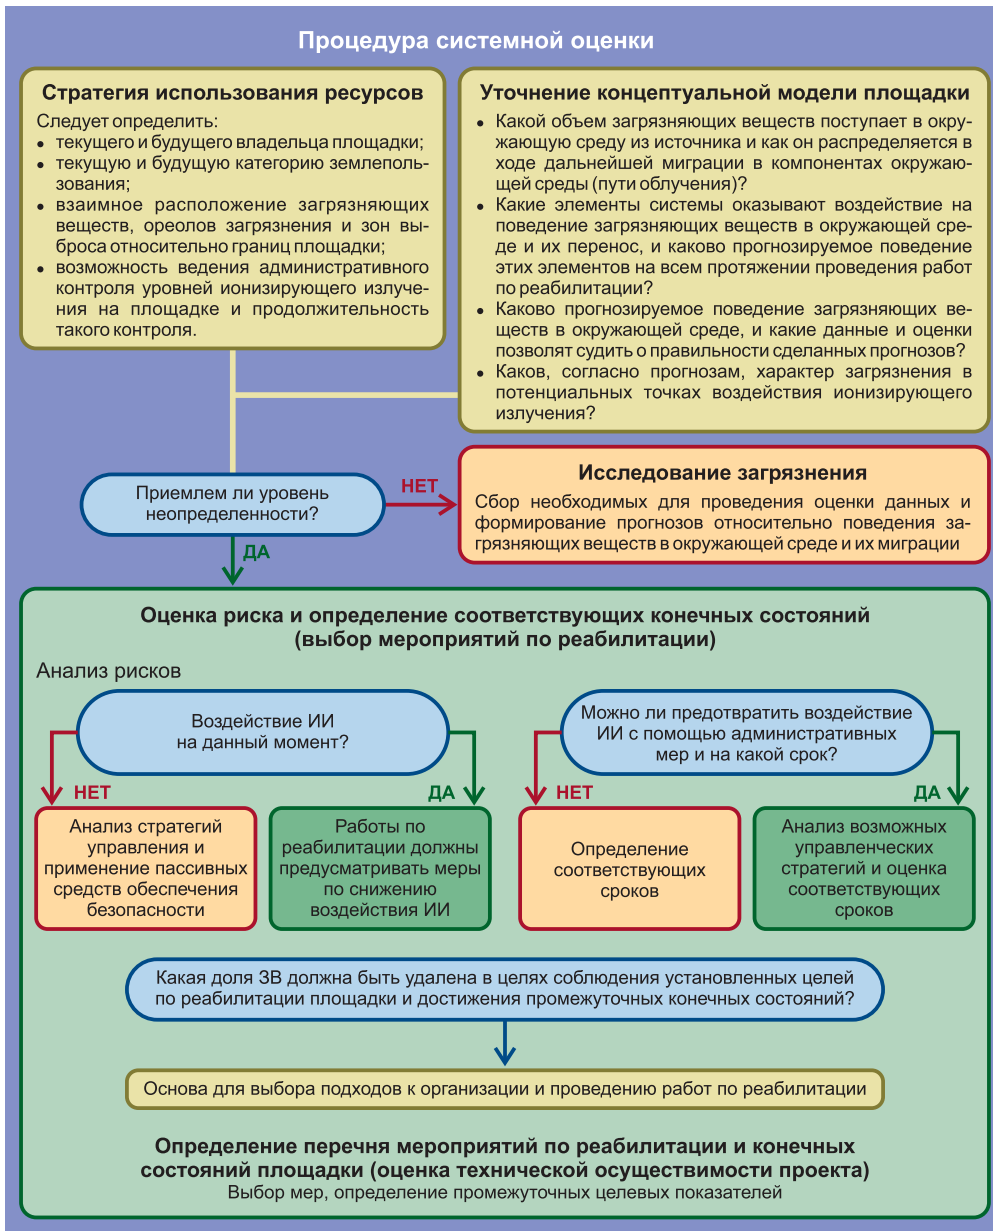 Процедура системной оценки
Стратегия использования ресурсов
Следует определить:
• текущего и будущего владельца площадки;
• текущую и будущую категорию землеполь-
зования;
• взаимное расположение загрязняющих
веществ, ореолов загрязнения и зон вы-
броса относительно границ площадки;
• возможность ведения административного
контроля уровней ионизирующего излуче-
ния на площадке и продолжительность
такого контроля.
Уточнение концептуальной модели площадки
• Какой объем загрязняющих веществ поступает в окру-
жающую среду из источника и как он распределяется в
ходе дальнейшей миграции в компонентах окружаю-
щей среды (пути облучения)?
• Какие элементы системы оказывают воздействие на
поведение загрязняющих веществ в окружающей сре-
де и их перенос, и каково прогнозируемое поведение
этих элементов на всем протяжении проведения работ
по реабилитации?
• Каково прогнозируемое поведение загрязняющих ве-
ществ в окружающей среде, и какие данные и оценки
позволят судить о правильности сделанных прогнозов?
• Каков, согласно прогнозам, характер загрязнения в
потенциальных точках воздействия ионизирующего
излучения?
Приемлем ли уровень
неопределенности?
НЕТ
Исследование загрязнения
Сбор необходимых для проведения оценки данных и
формирование прогнозов относительно поведения за-
грязняющих веществ в окружающей среде и их миграции
ДА
Оценка риска и определение соответствующих конечных состояний
(выбор мероприятий по реабилитации)
Анализ рисков
Воздействие ИИ
на данный момент?
НЕТ
ДА
Анализ стратегий
управления и
применение пассивных
средств обеспечения
безопасности
Работы по
реабилитации должны
предусматривать меры
по снижению
воздействия ИИ
Можно ли предотвратить воздействие
ИИ с помощью административных
мер и на какой срок?
НЕТ
ДА
Определение
соответствующих
сроков
Анализ возможных
управленческих
стратегий и оценка
соответствующих
сроков
Какая доля ЗВ должна быть удалена в целях соблюдения установленных целей
по реабилитации площадки и достижения промежуточных конечных состояний?
Основа для выбора подходов к организации и проведению работ по реабилитации
Определение перечня мероприятий по реабилитации и конечных
состояний площадки (оценка технической осуществимости проекта)
Выбор мер, определение промежуточных целевых показателей